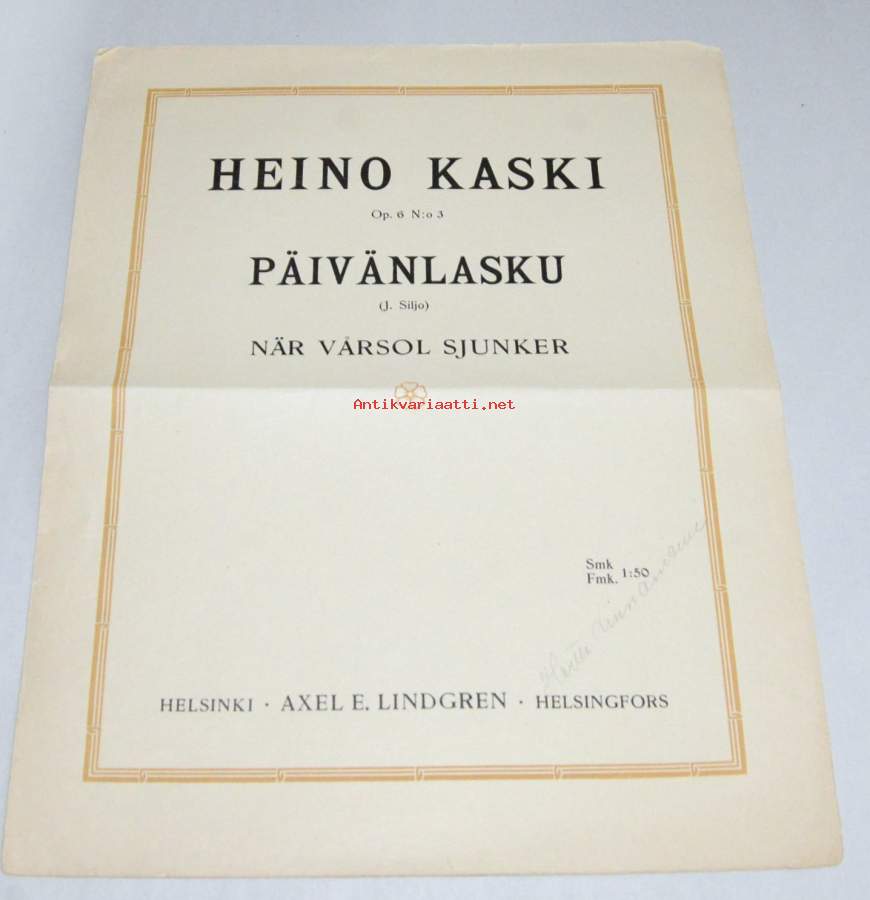 HEINO KASKI
Op. 6 N:o 3
PÄIVÄNLASKU
(J. Siljo)
NÄR VÅRSOL SJUNKER
Antikvariaatti.net
Smk
Fmk. 1:50
HELSINKI · AXEL E. LINDGREN · HELSINGFORS